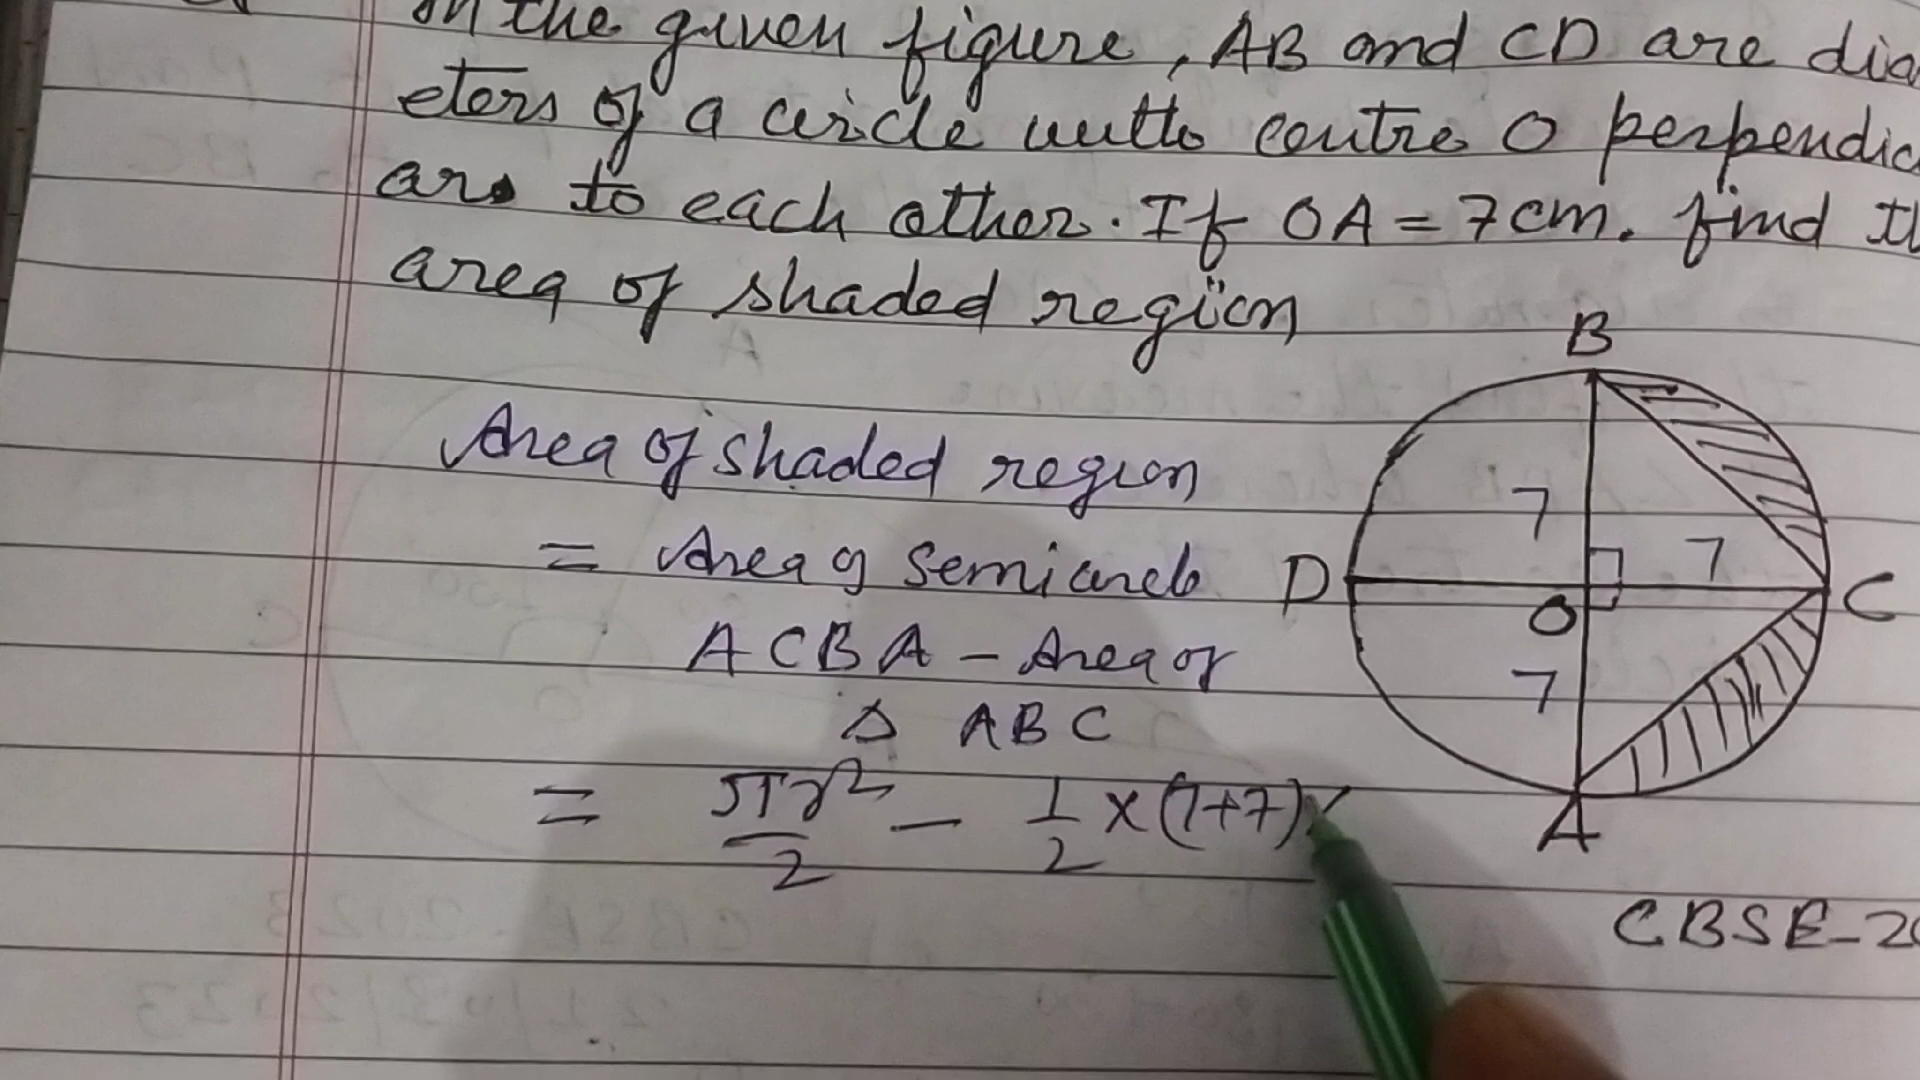 In the given figure, AB and CD are dia
eters of a circle with centre O perpendic
ar to each other. If OA = 7cm. find th
area of shaded region
B
Area of shaded region
7
= Area of Semicircle
D
7
C
O
ACBA - Area of
7
Δ ABC
= πr²/2 - 1/2 × (7+7) ×
A
CBSE-20